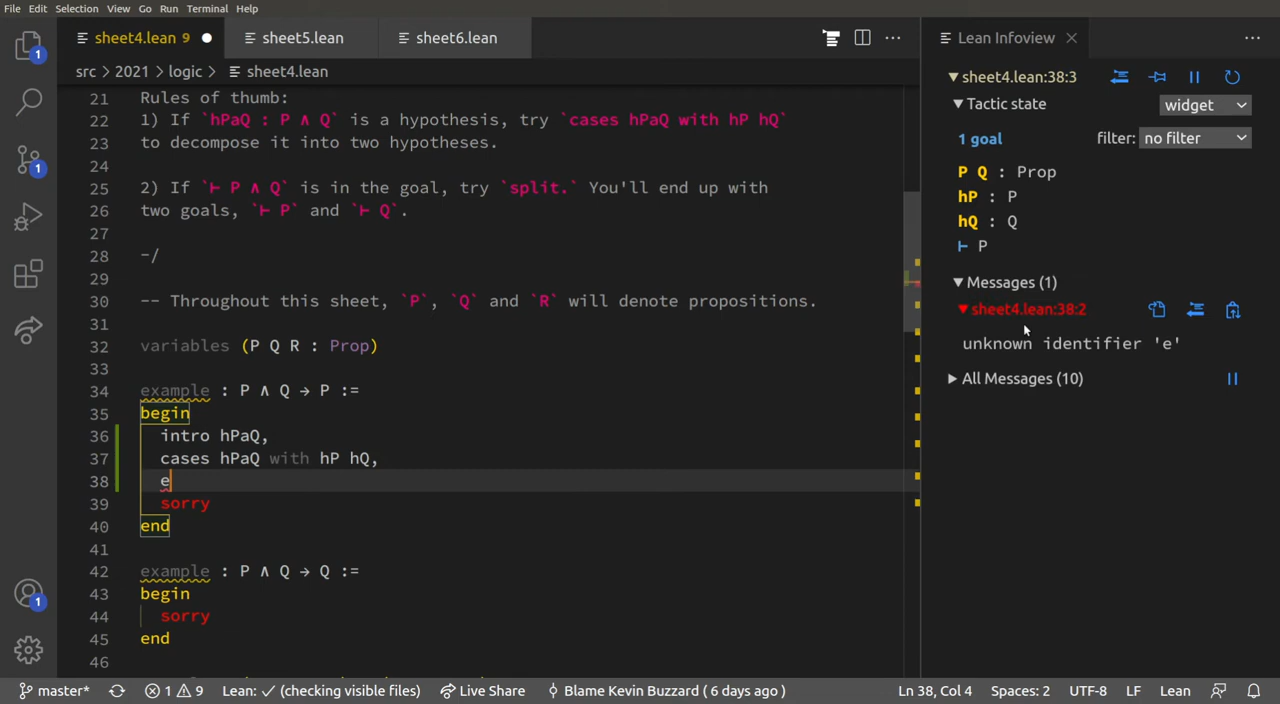 File Edit Selection View Go Run Terminal Help
sheet4.lean 9 sheet5.lean sheet6.lean Lean Infoview
src > 2021 > logic > sheet4.lean
21 Rules of thumb:
22 1) If `hPaQ : P ∧ Q` is a hypothesis, try `cases hPaQ with hP hQ`
23 to decompose it into two hypotheses.
24
25 2) If `⊢ P ∧ Q` is in the goal, try `split.` You'll end up with
26 two goals, `⊢ P` and `⊢ Q`.
27
28 -/
29
30 -- Throughout this sheet, `P`, `Q` and `R` will denote propositions.
31
32 variables (P Q R : Prop)
33
34 example : P ∧ Q → P :=
35 begin
36 intro hPaQ,
37 cases hPaQ with hP hQ,
38 e
39 sorry
40 end
41
42 example : P ∧ Q → Q :=
43 begin
44 sorry
45 end
46
sheet4.lean:38:3
Tactic state widget
1 goal filter: no filter
P Q : Prop
hP : P
hQ : Q
⊢ P
Messages (1)
sheet4.lean:38:2
unknown identifier 'e'
All Messages (10)
1
1
1
master* 1 9 Lean: ✓ (checking visible files) Live Share Blame Kevin Buzzard ( 6 days ago ) Ln 38, Col 4 Spaces: 2 UTF-8 LF Lean